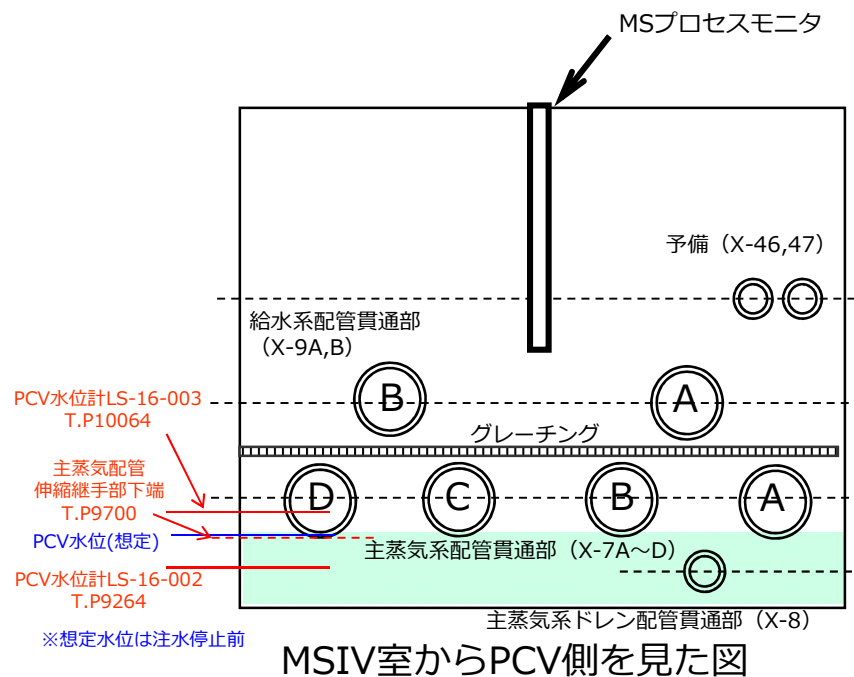 MSプロセスモニタ
予備（X-46,47）
給水系配管貫通部
（X-9A,B）
B
A
PCV水位計LS-16-003
T.P10064
グレーチング
主蒸気配管
伸縮継手部下端
T.P9700
D
C
B
A
PCV水位(想定)
主蒸気系配管貫通部（X-7A～D）
PCV水位計LS-16-002
T.P9264
主蒸気系ドレン配管貫通部（X-8）
※想定水位は注水停止前
MSIV室からPCV側を見た図